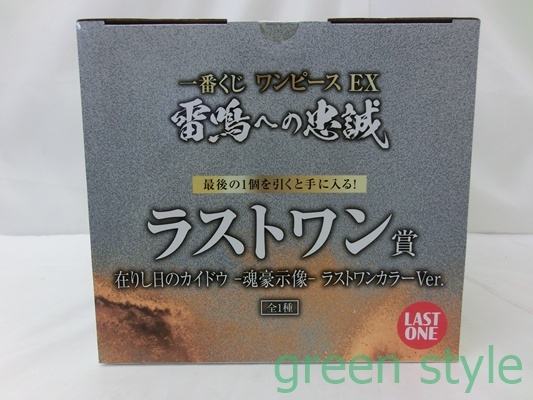 一番くじ ワンピース EX
雷鳴への忠誠
最後の1個を引くと手に入る!
ラストワン賞
在りし日のカイドウ -魂豪示像- ラストワンカラーVer.
全1種
LAST
ONE
green style